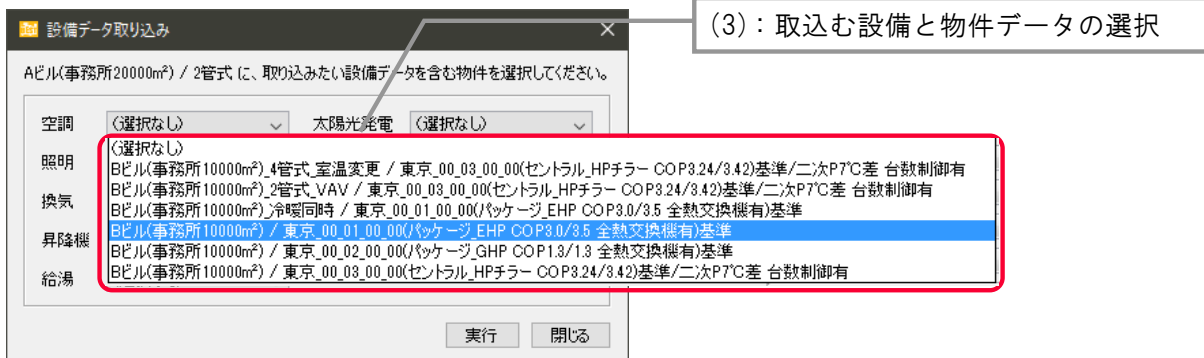 設備データ取り込み
(3)：取込む設備と物件データの選択
Aビル(事務所20000m²) / 2管式 に、取り込みたい設備データを含む物件を選択してください。
空調 (選択なし) 太陽光発電 (選択なし)
照明
換気
昇降機
給湯
(選択なし)
Bビル(事務所10000m²)_4管式_室温変更 / 東京_00_03_00_00(セントラル_HPチラー COP3.24/3.42)基準/二次P7℃差 台数制御有
Bビル(事務所10000m²)_2管式_VAV / 東京_00_03_00_00(セントラル_HPチラー COP3.24/3.42)基準/二次P7℃差 台数制御有
Bビル(事務所10000m²)_冷暖同時 / 東京_00_01_00_00(パッケージ_EHP COP3.0/3.5 全熱交換機有)基準
Bビル(事務所10000m²) / 東京_00_01_00_00(パッケージ_EHP COP3.0/3.5 全熱交換機有)基準
Bビル(事務所10000m²) / 東京_00_02_00_00(パッケージ_GHP COP1.3/1.3 全熱交換機有)基準
Bビル(事務所10000m²) / 東京_00_03_00_00(セントラル_HPチラー COP3.24/3.42)基準/二次P7℃差 台数制御有
実行 閉じる